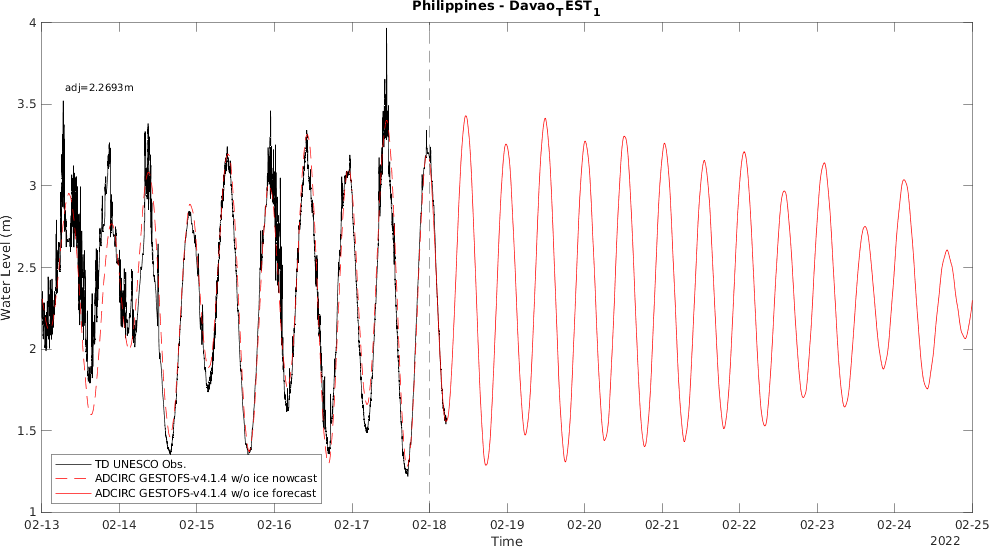 Philippines - Davao_TEST_1
4
adj=2.2693m
3.5
3
Water Level (m)
2.5
2
1.5
TD UNESCO Obs.
ADCIRC GESTOFS-v4.1.4 w/o ice nowcast
ADCIRC GESTOFS-v4.1.4 w/o ice forecast
1
02-13 02-14 02-15 02-16 02-17 02-18 02-19 02-20 02-21 02-22 02-23 02-24 02-25
Time
2022